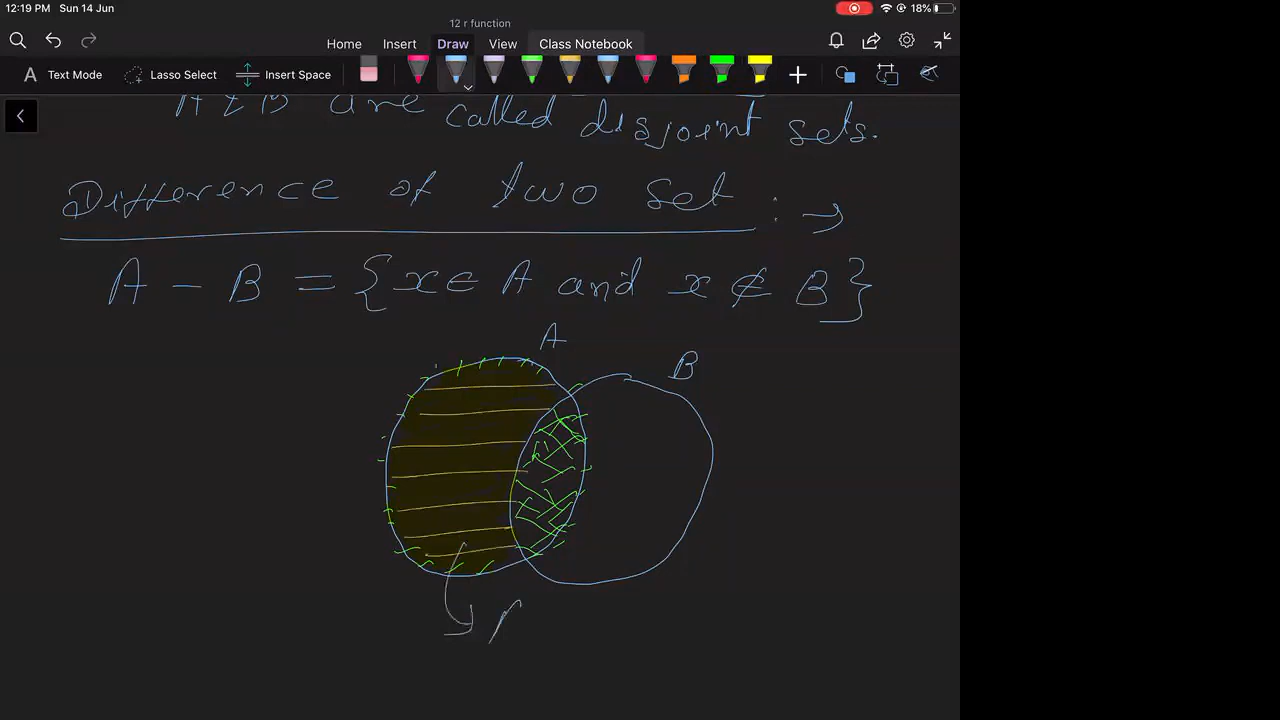 12:19 PM Sun 14 Jun 18%
12 r function
Home Insert Draw View Class Notebook
A Text Mode Lasso Select Insert Space
A & B are called disjoint sets.
Difference of two set :→
A - B = {x ∈ A and x ∉ B}
A
B